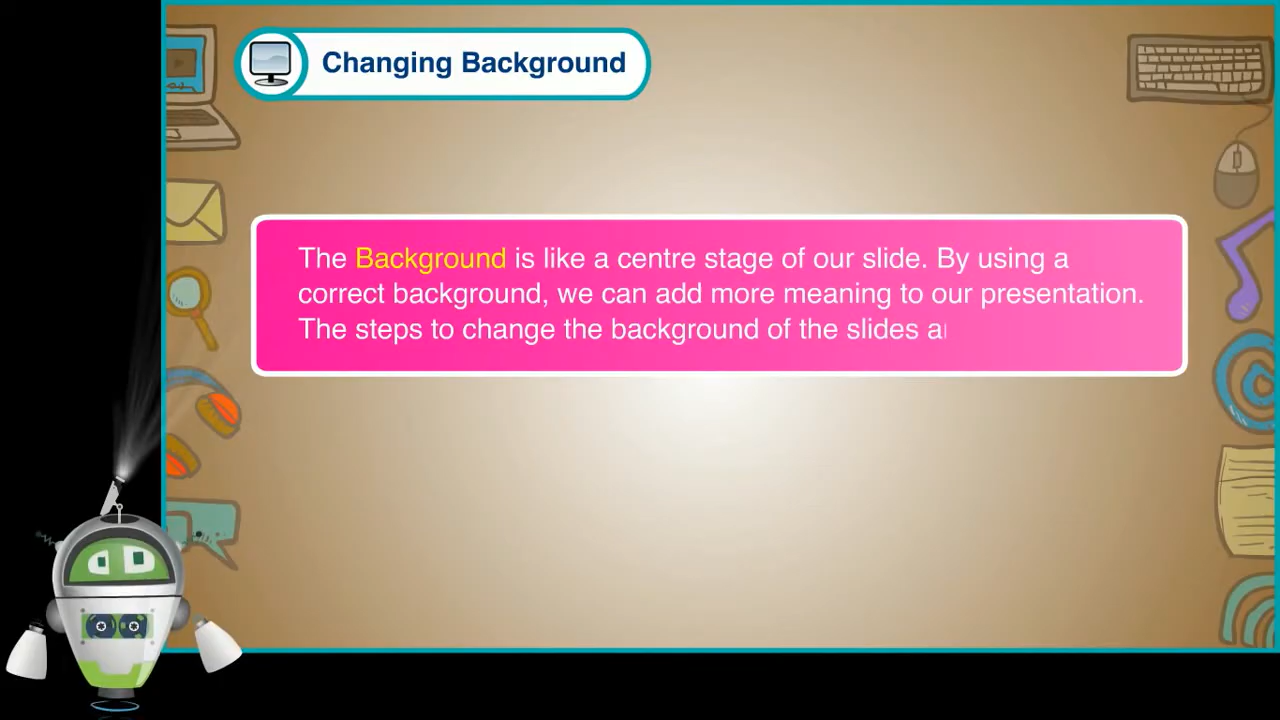 Changing Background
The Background is like a centre stage of our slide. By using a
correct background, we can add more meaning to our presentation.
The steps to change the background of the slides a